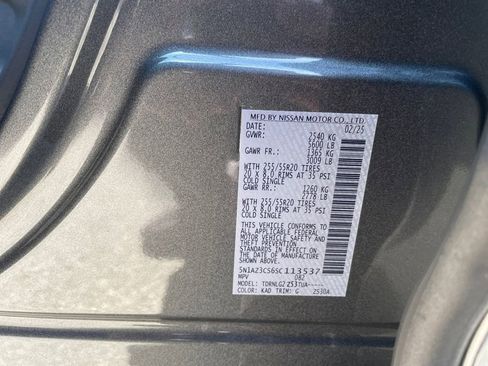 MFD BY NISSAN MOTOR CO., LTD.
DATE: 02/25
GVWR: 2540 KG
5600 LB
GAWR FR.: 1365 KG
3009 LB
WITH 255/55R20 TIRES
20 X 8.0 RIMS AT 35 PSI
COLD SINGLE
GAWR RR.: 1260 KG
2778 LB
WITH 255/55R20 TIRES
20 X 8.0 RIMS AT 35 PSI
COLD SINGLE
THIS VEHICLE CONFORMS TO
ALL APPLICABLE FEDERAL
MOTOR VEHICLE SAFETY AND
THEFT PREVENTION
STANDARDS IN EFFECT ON
THE DATE OF MANUFACTURE
SHOWN ABOVE.
5N1AZ3CS6SC113537
MPV 082
MODEL: TDRNLGZ253TUA-----
COLOR: KAD TRIM: G 2530A